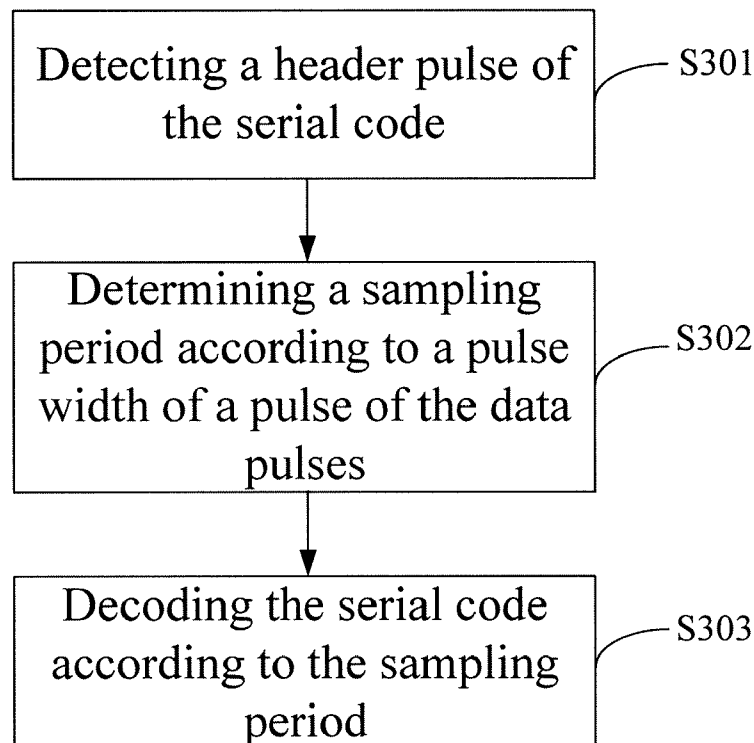 Detecting a header pulse of
the serial code
S301
Determining a sampling
period according to a pulse
width of a pulse of the data
pulses
S302
Decoding the serial code
according to the sampling
period
S303